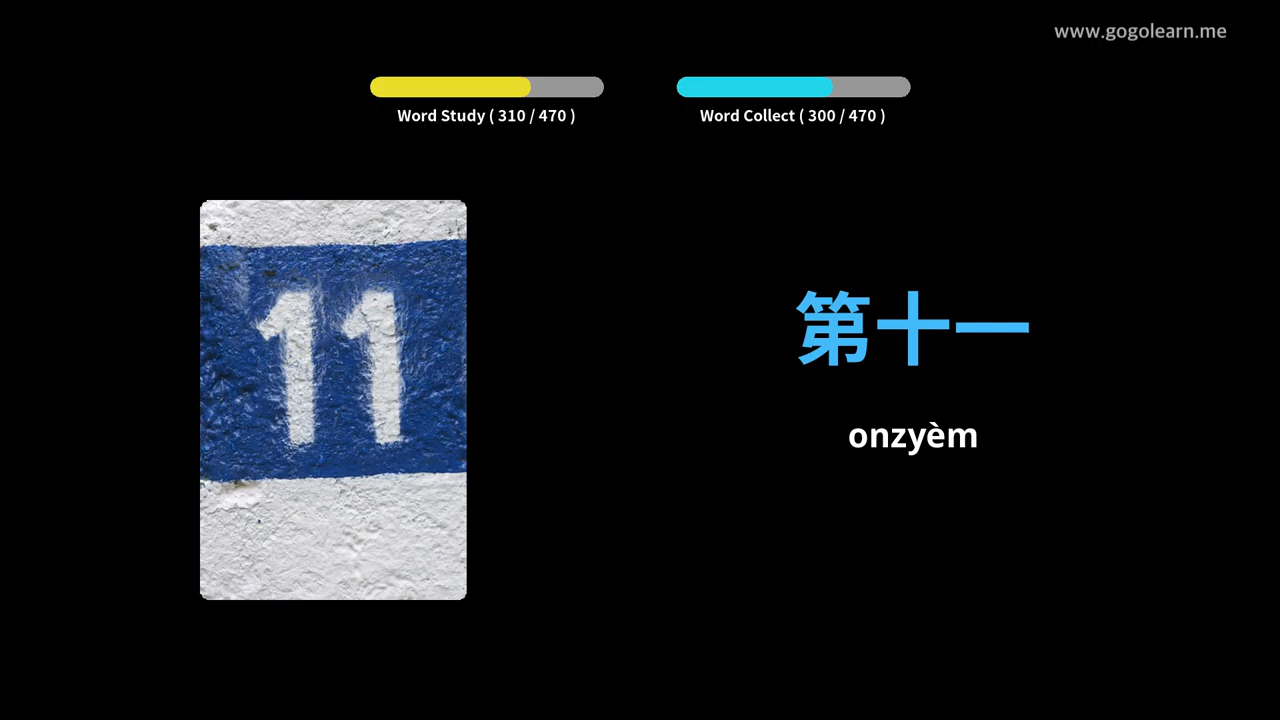 www.gogolearn.me
Word Study ( 310 / 470 )
Word Collect ( 300 / 470 )
11
第十一
onzyèm